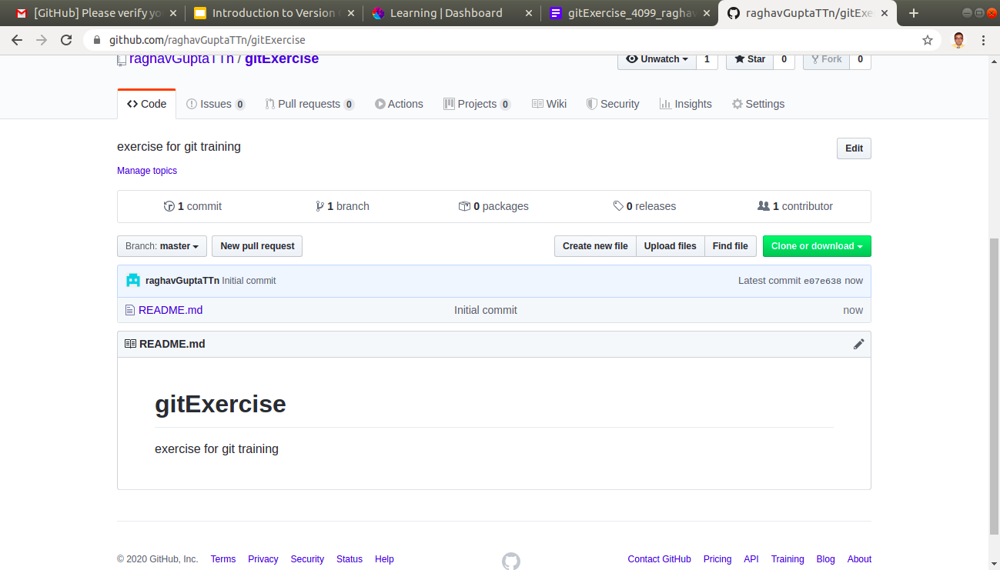 [GitHub] Please verify yo
Introduction to Version
Learning | Dashboard
gitExercise_4099_raghav
raghavGuptaTTn/gitExe
github.com/raghavGuptaTTn/gitExercise
raghavGuptaTTn / gitExercise
Unwatch 1 Star 0 Fork 0
Code Issues 0 Pull requests 0 Actions Projects 0 Wiki Security Insights Settings
exercise for git training Edit
Manage topics
1 commit 1 branch 0 packages 0 releases 1 contributor
Branch: master New pull request Create new file Upload files Find file Clone or download
raghavGuptaTTn Initial commit Latest commit e07e638 now
README.md Initial commit now
README.md
gitExercise
exercise for git training
© 2020 GitHub, Inc. Terms Privacy Security Status Help Contact GitHub Pricing API Training Blog About